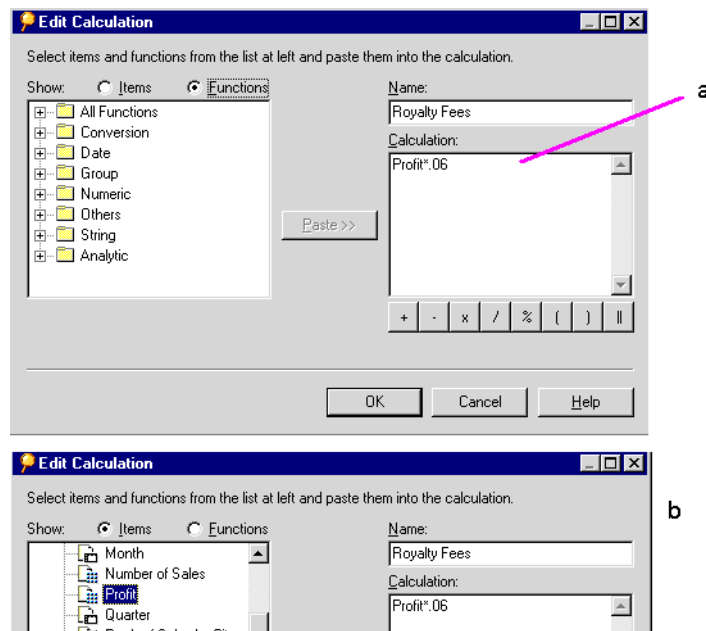 Edit Calculation
Select items and functions from the list at left and paste them into the calculation.
Show: Items Functions
Name:
All Functions
Conversion
Date
Group
Numeric
Others
String
Analytic
Royalty Fees
a
Calculation:
Profit*.06
Paste >>
+ - x / % ( ) ||
OK Cancel Help
Edit Calculation
Select items and functions from the list at left and paste them into the calculation.
b
Show: Items Functions
Name:
Month
Number of Sales
Profit
Quarter
Royalty Fees
Calculation:
Profit*.06